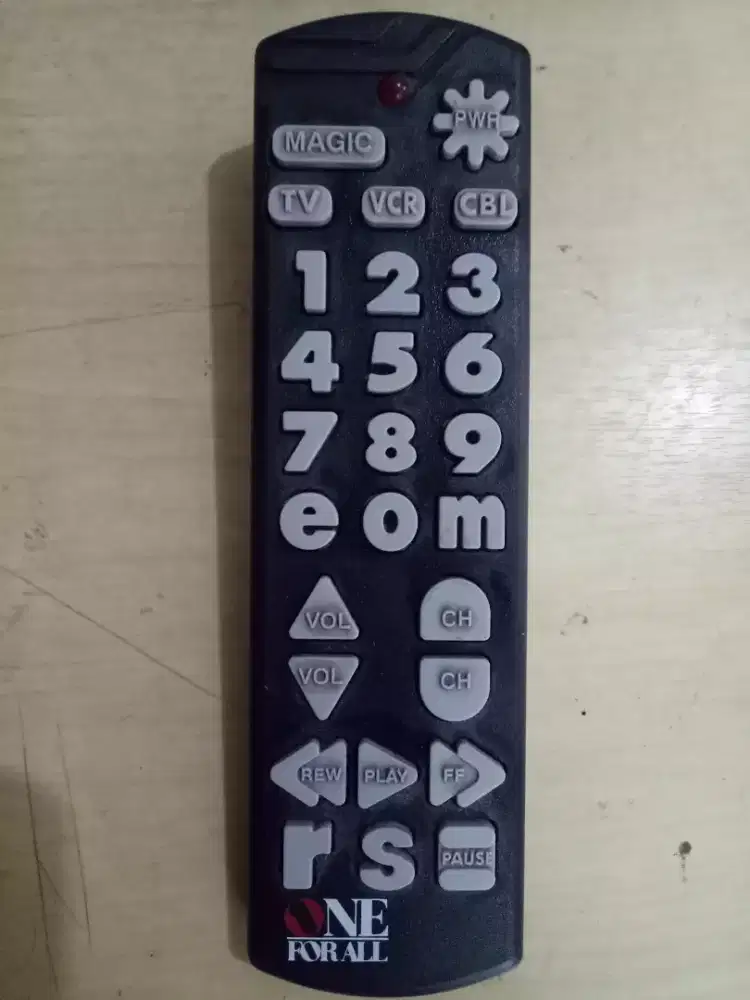 PWR
MAGIC
TV VCR CBL
1 2 3
4 5 6
7 8 9
e o m
VOL CH
VOL CH
REW PLAY FF
r s PAUSE
ONE
FOR ALL